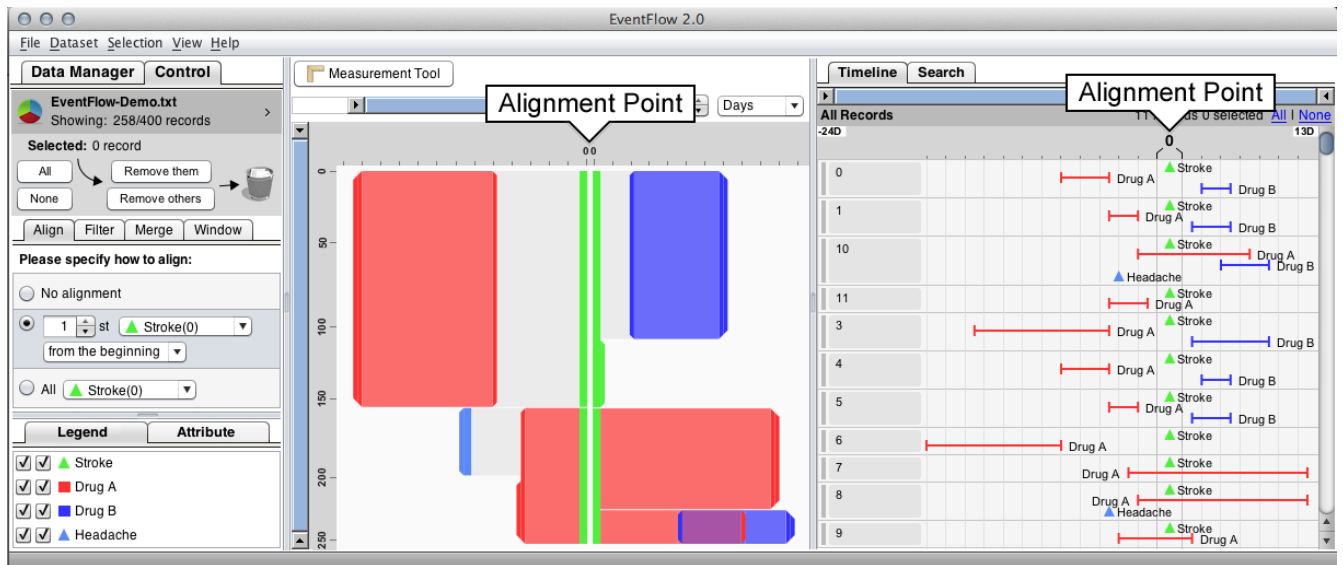 EventFlow 2.0
File Dataset Selection View Help
Data Manager Control
EventFlow-Demo.txt
Showing: 258/400 records
Selected: 0 record
All Remove them
None Remove others
Align Filter Merge Window
Please specify how to align:
No alignment
1 st Stroke(0)
from the beginning
All Stroke(0)
Legend Attribute
Stroke
Drug A
Drug B
Headache
Measurement Tool
Alignment Point
Days
0 0
0
50
100
150
200
250
Timeline Search
Alignment Point
All Records 0 selected All | None
-24D 0 13D
0 Stroke
Drug A
Drug B
1 Stroke
Drug A
Drug B
10 Stroke
Drug A
Drug B
Headache
11 Stroke
Drug A
3 Stroke
Drug A
Drug B
4 Stroke
Drug A
Drug B
5 Stroke
Drug A
Drug B
6 Stroke
Drug A
7 Stroke
Drug A
8 Stroke
Drug A
Headache
9 Stroke
Drug A